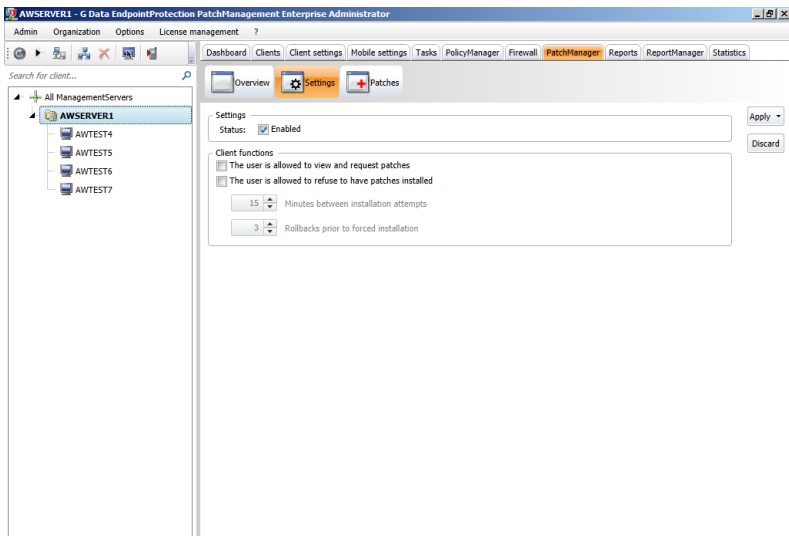 AWSERVER1 - G Data EndpointProtection PatchManagement Enterprise Administrator
Admin Organization Options License management ?
Dashboard Clients Client settings Mobile settings Tasks PolicyManager Firewall PatchManager Reports ReportManager Statistics
Search for client...
Overview Settings Patches
All ManagementServers
AWSERVER1
AWTEST4
AWTEST5
AWTEST6
AWTEST7
Settings
Status: Enabled
Apply
Discard
Client functions
The user is allowed to view and request patches
The user is allowed to refuse to have patches installed
15 Minutes between installation attempts
3 Rollbacks prior to forced installation